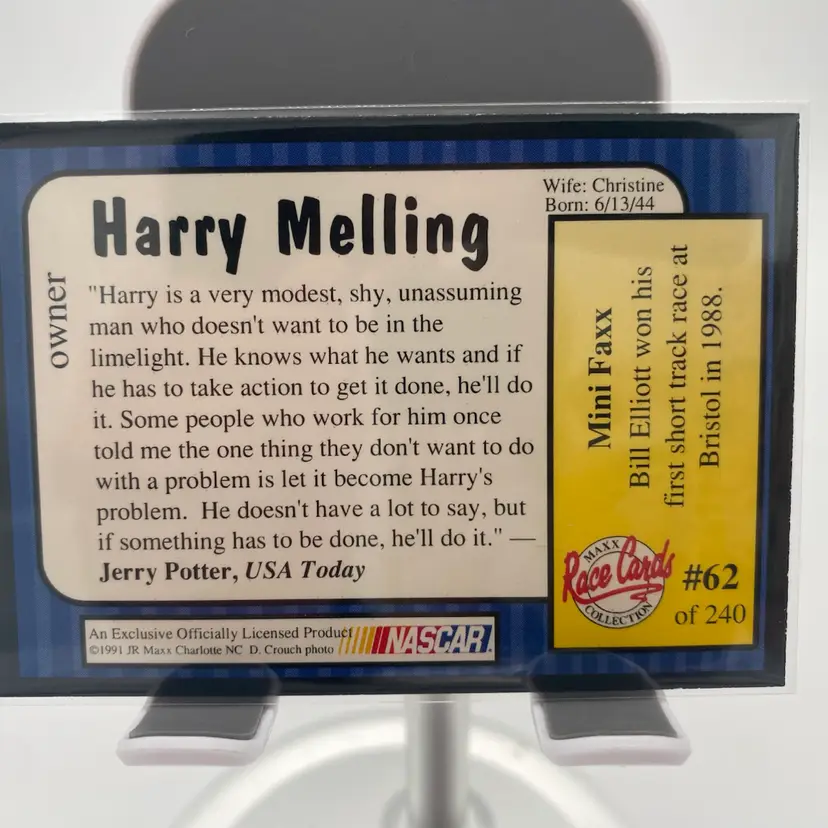 Harry Melling
Wife: Christine
Born: 6/13/44
owner
"Harry is a very modest, shy, unassuming
man who doesn't want to be in the
limelight. He knows what he wants and if
he has to take action to get it done, he'll do
it. Some people who work for him once
told me the one thing they don't want to do
with a problem is let it become Harry's
problem. He doesn't have a lot to say, but
if something has to be done, he'll do it." —
Jerry Potter, USA Today
Mini Faxx
Bill Elliott won his
first short track race at
Bristol in 1988.
MAXX
Race Cards
COLLECTION
#62
of 240
An Exclusive Officially Licensed Product
©1991 JR Maxx Charlotte NC D. Crouch photo
NASCAR